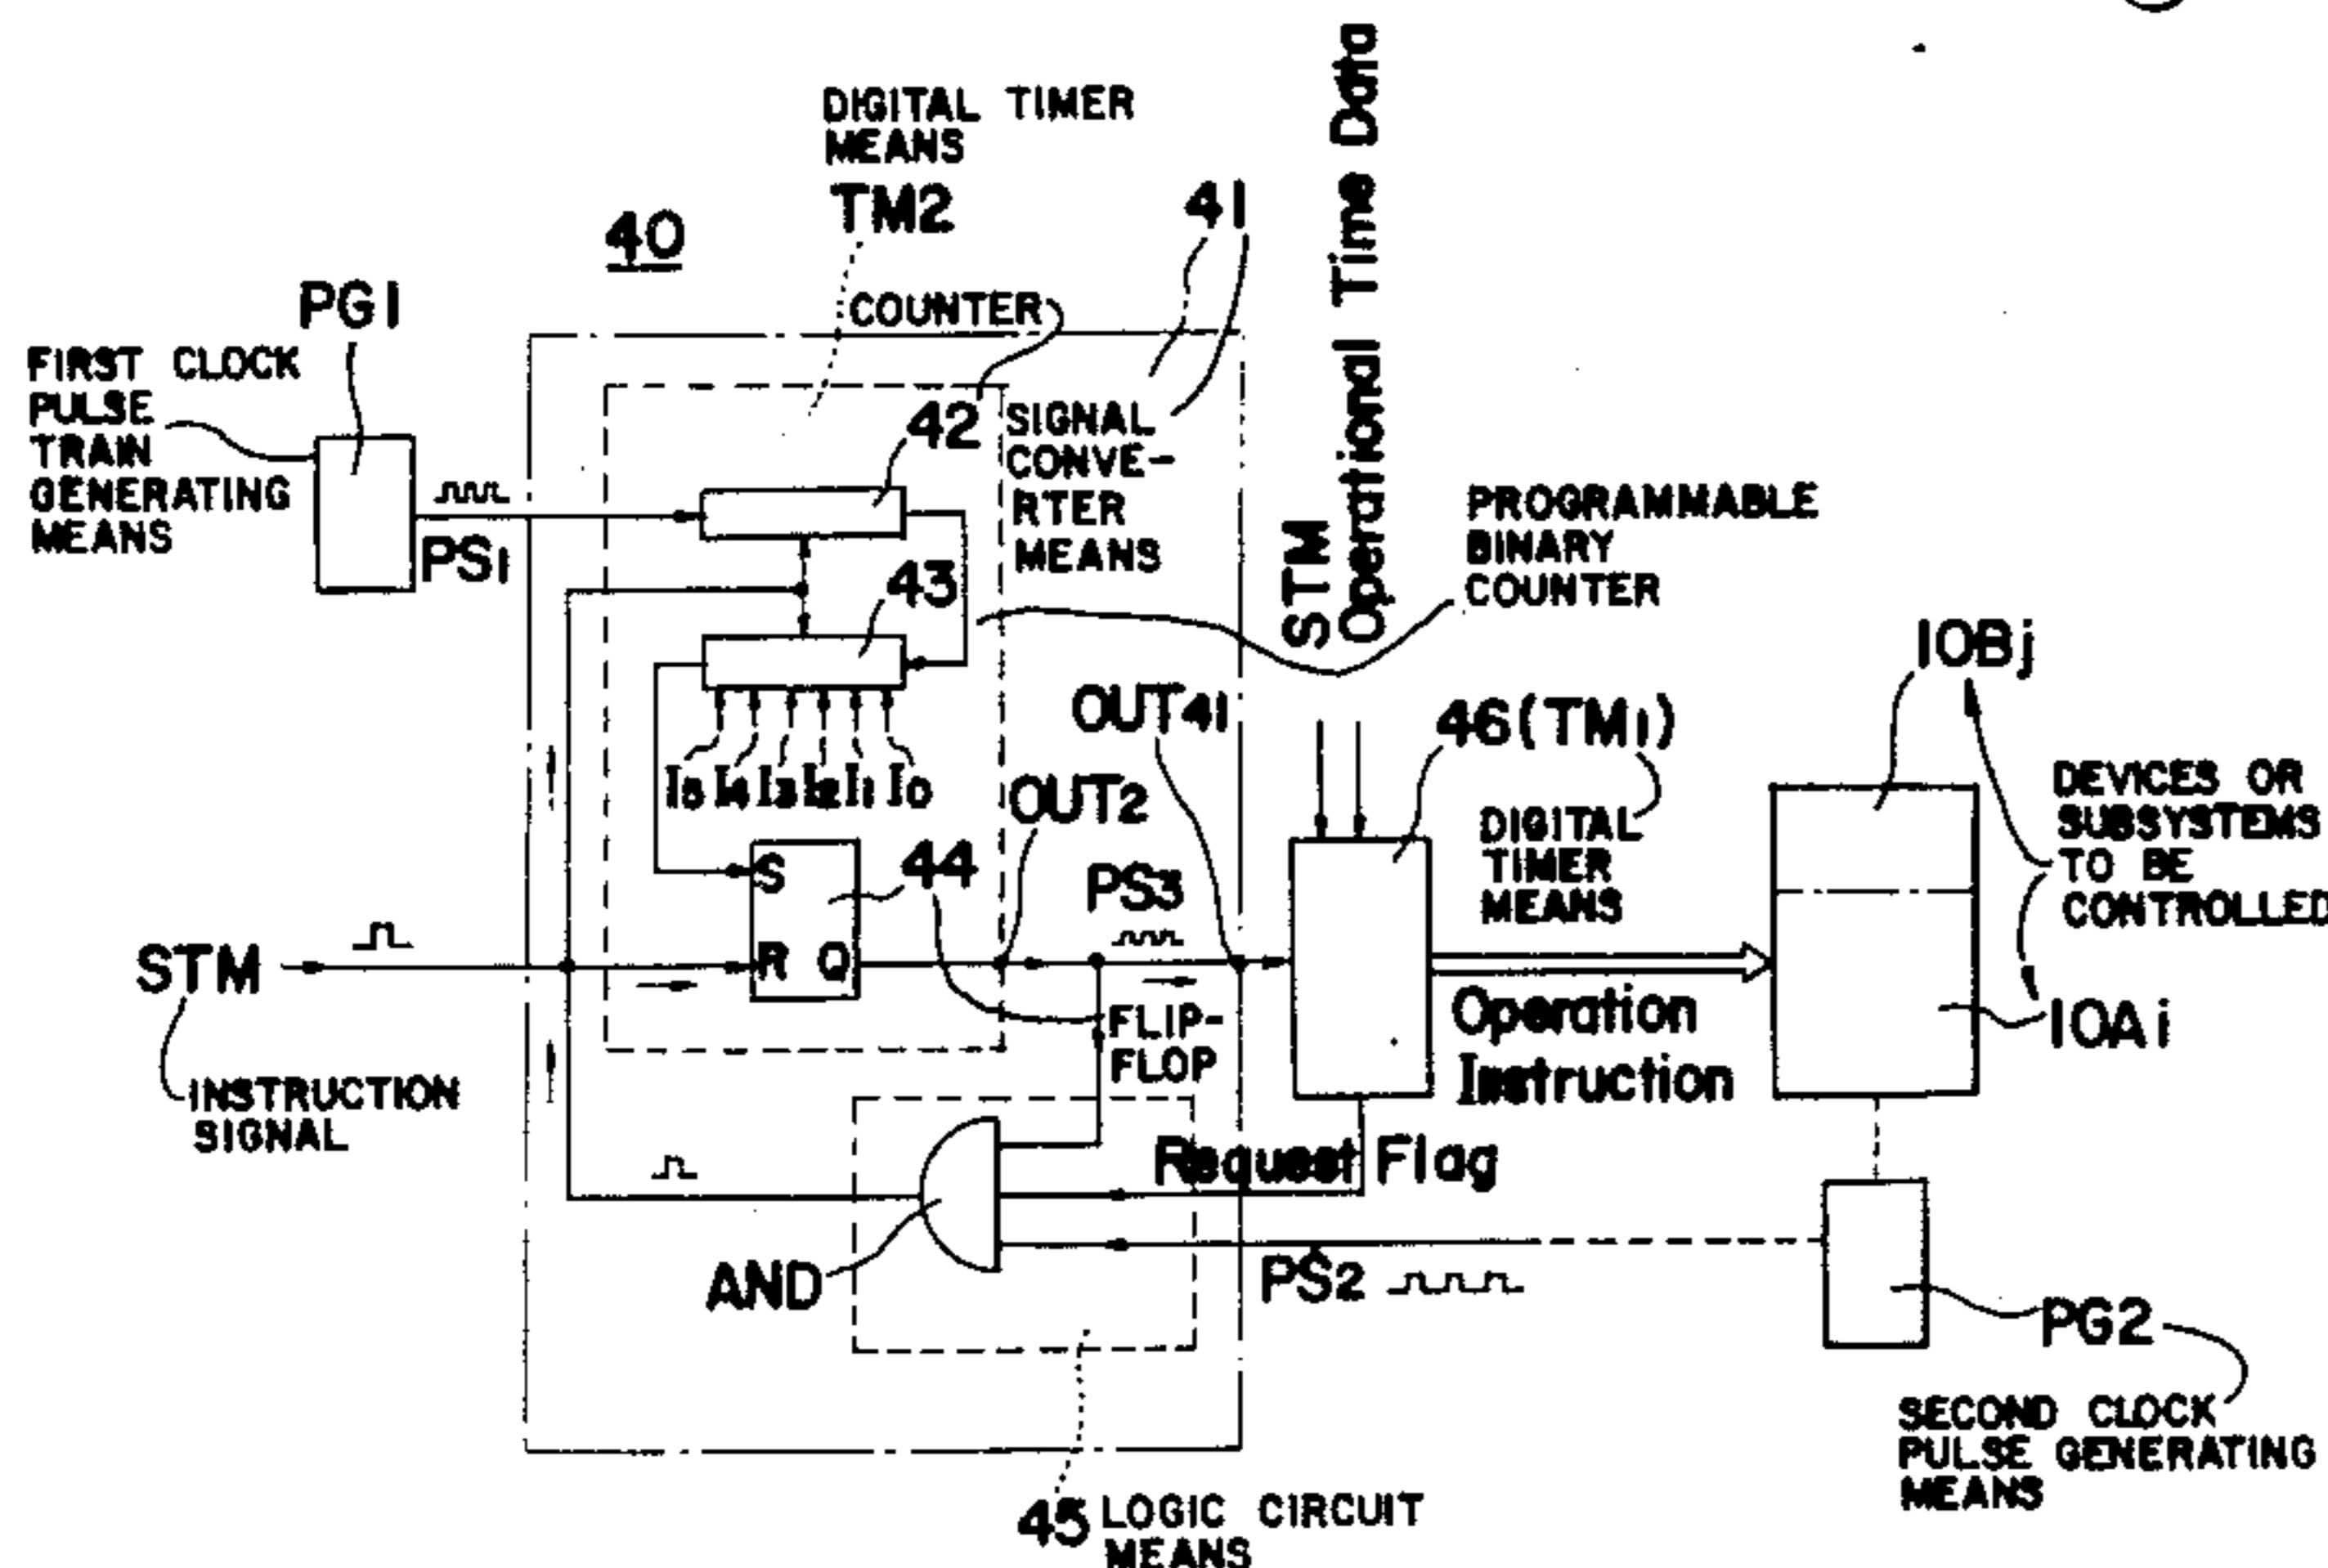 DIGITAL TIMER
MEANS
TM2
40
41
COUNTER
PG1
FIRST CLOCK
PULSE
TRAIN
GENERATING
MEANS
PS1
42
SIGNAL
CONVE-
RTER
MEANS
43
STM
Operational Time Data
PROGRAMMABLE
BINARY
COUNTER
I5 I4 I3 I2 I1 I0
OUT2
OUT41
46(TM1)
DIGITAL
TIMER
MEANS
10Bj
DEVICES OR
SUBSYSTEMS
TO BE
CONTROLLED
10Ai
S
R Q
44
PS3
FLIP-
FLOP
STM
INSTRUCTION
SIGNAL
Operation
Instruction
Request Flag
AND
PS2
PG2
SECOND CLOCK
PULSE GENERATING
MEANS
45 LOGIC CIRCUIT
MEANS